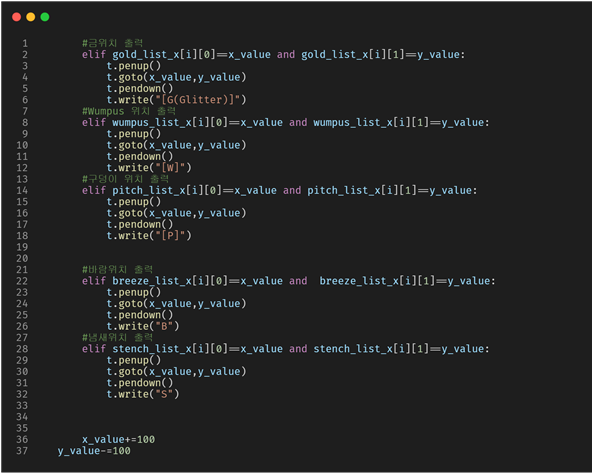 1 #금위치 출력
2 elif gold_list_x[i][0]==x_value and gold_list_x[i][1]==y_value:
3 t.penup()
4 t.goto(x_value,y_value)
5 t.pendown()
6 t.write("[G(Glitter)]")
7 #Wumpus 위치 출력
8 elif wumpus_list_x[i][0]==x_value and wumpus_list_x[i][1]==y_value:
9 t.penup()
10 t.goto(x_value,y_value)
11 t.pendown()
12 t.write("[W]")
13 #구덩이 위치 출력
14 elif pitch_list_x[i][0]==x_value and pitch_list_x[i][1]==y_value:
15 t.penup()
16 t.goto(x_value,y_value)
17 t.pendown()
18 t.write("[P]")
19
20
21 #바람위치 출력
22 elif breeze_list_x[i][0]==x_value and  breeze_list_x[i][1]==y_value:
23 t.penup()
24 t.goto(x_value,y_value)
25 t.pendown()
26 t.write("B")
27 #냄새위치 출력
28 elif stench_list_x[i][0]==x_value and stench_list_x[i][1]==y_value:
29 t.penup()
30 t.goto(x_value,y_value)
31 t.pendown()
32 t.write("S")
33
34
35
36 x_value+=100
37 y_value-=100